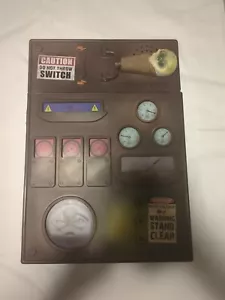 CAUTION
DO NOT THROW
SWITCH
WARNING
STAND
CLEAR